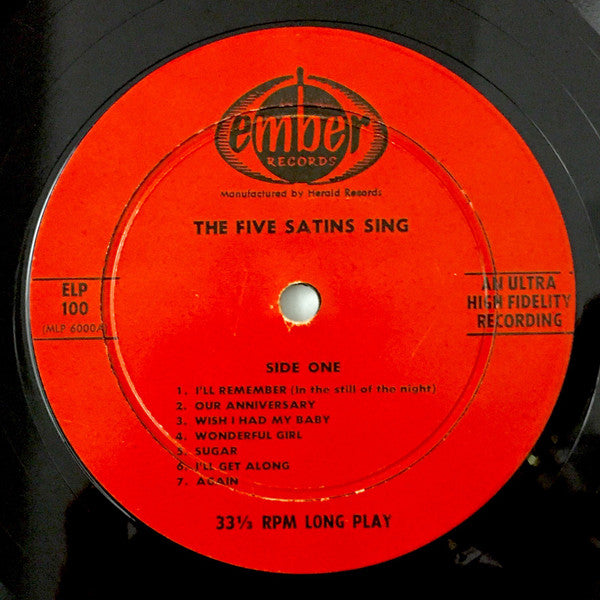 ember
RECORDS
Manufactured by Herald Records
THE FIVE SATINS SING
ELP
100
(MLP 6000A)
AN ULTRA
HIGH FIDELITY
RECORDING
SIDE ONE
1. I'LL REMEMBER (in the still of the night)
2. OUR ANNIVERSARY
3. WISH I HAD MY BABY
4. WONDERFUL GIRL
5. SUGAR
6. I'LL GET ALONG
7. AGAIN
33⅓ RPM LONG PLAY